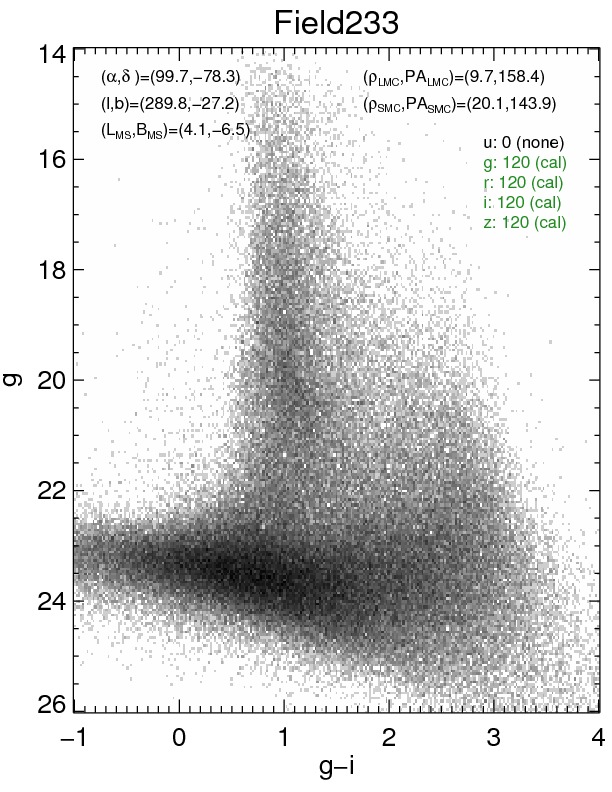 Field233
(α,δ)=(99.7,−78.3)
(ρLMC,PALMC)=(9.7,158.4)
(l,b)=(289.8,−27.2)
(ρSMC,PASMC)=(20.1,143.9)
(LMS,BMS)=(4.1,−6.5)
u: 0 (none)
g: 120 (cal)
r: 120 (cal)
i: 120 (cal)
z: 120 (cal)
14
16
18
20
22
24
26
g
−1 0 1 2 3 4
g−i